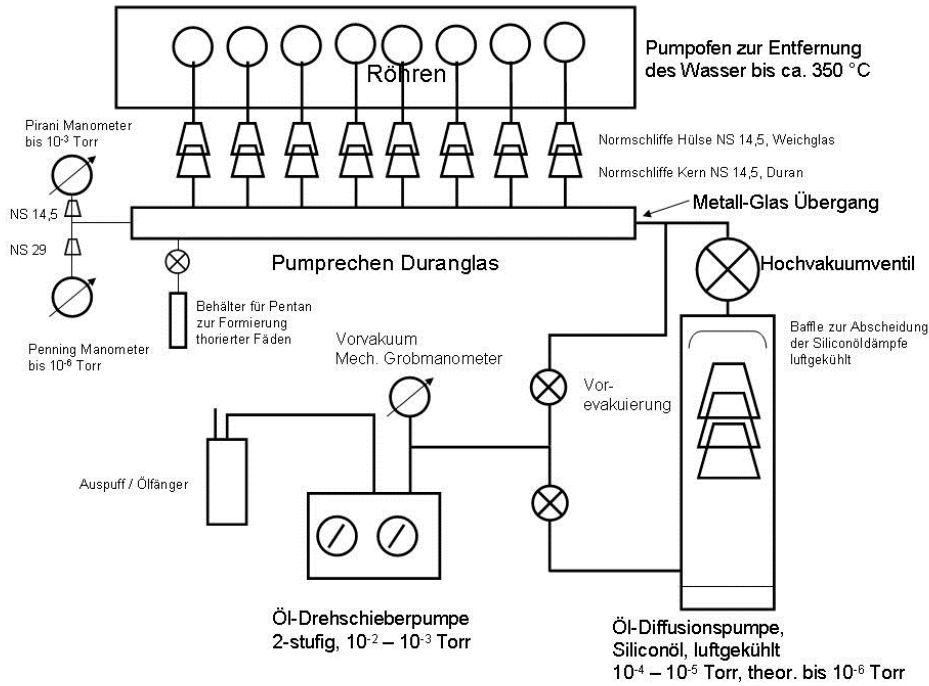 Röhren
Pumpofen zur Entfernung
des Wasser bis ca. 350 °C
Pirani Manometer
bis 10⁻³ Torr
Normschliffe Hülse NS 14,5, Weichglas
Normschliffe Kern NS 14,5, Duran
NS 14,5
NS 29
Metall-Glas Übergang
Pumprechen Duranglas
Hochvakuumventil
Behälter für Pentan
zur Formierung
thorierter Fäden
Penning Manometer
bis 10⁻⁶ Torr
Vorvakuum
Mech. Grobmanometer
Baffle zur Abscheidung
der Siliconöldämpfe
luftgekühlt
Vor-
evakuierung
Auspuff / Ölfänger
Öl-Drehschieberpumpe
2-stufig, 10⁻² – 10⁻³ Torr
Öl-Diffusionspumpe,
Siliconöl, luftgekühlt
10⁻⁴ – 10⁻⁵ Torr, theor. bis 10⁻⁶ Torr